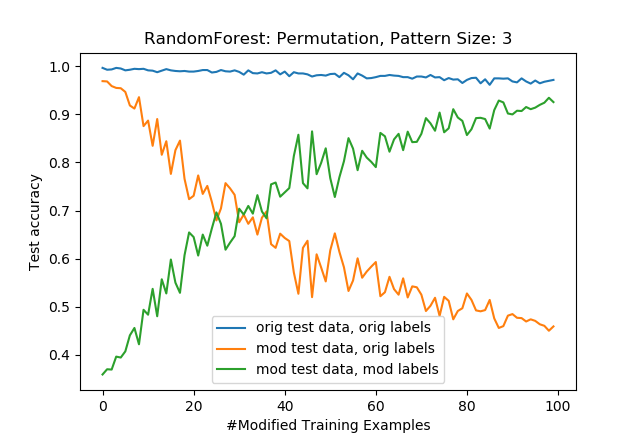 RandomForest: Permutation, Pattern Size: 3
1.0
0.9
0.8
0.7
0.6
0.5
0.4
Test accuracy
orig test data, orig labels
mod test data, orig labels
mod test data, mod labels
0 20 40 60 80 100
#Modified Training Examples